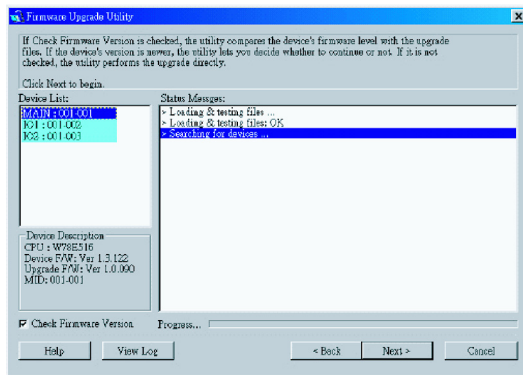 Firmware Upgrade Utility
If Check Firmware Version is checked, the utility compares the device's firmware level with the upgrade
files. If the device's version is newer, the utility lets you decide whether to continue or not. If it is not
checked, the utility performs the upgrade directly.
Click Next to begin.
Device List:
MAIN : 001-001
IC1 : 001-002
IC2 : 001-003
Status Messges:
> Loading & testing files ...
> Loading & testing files: OK
> Searching for devices ...
Device Description
CPU : W78E516
Device F/W: Ver 1.3.122
Upgrade F/W: Ver 1.0.090
MID: 001-001
Check Firmware Version
Progress...
Help
View Log
< Back
Next >
Cancel